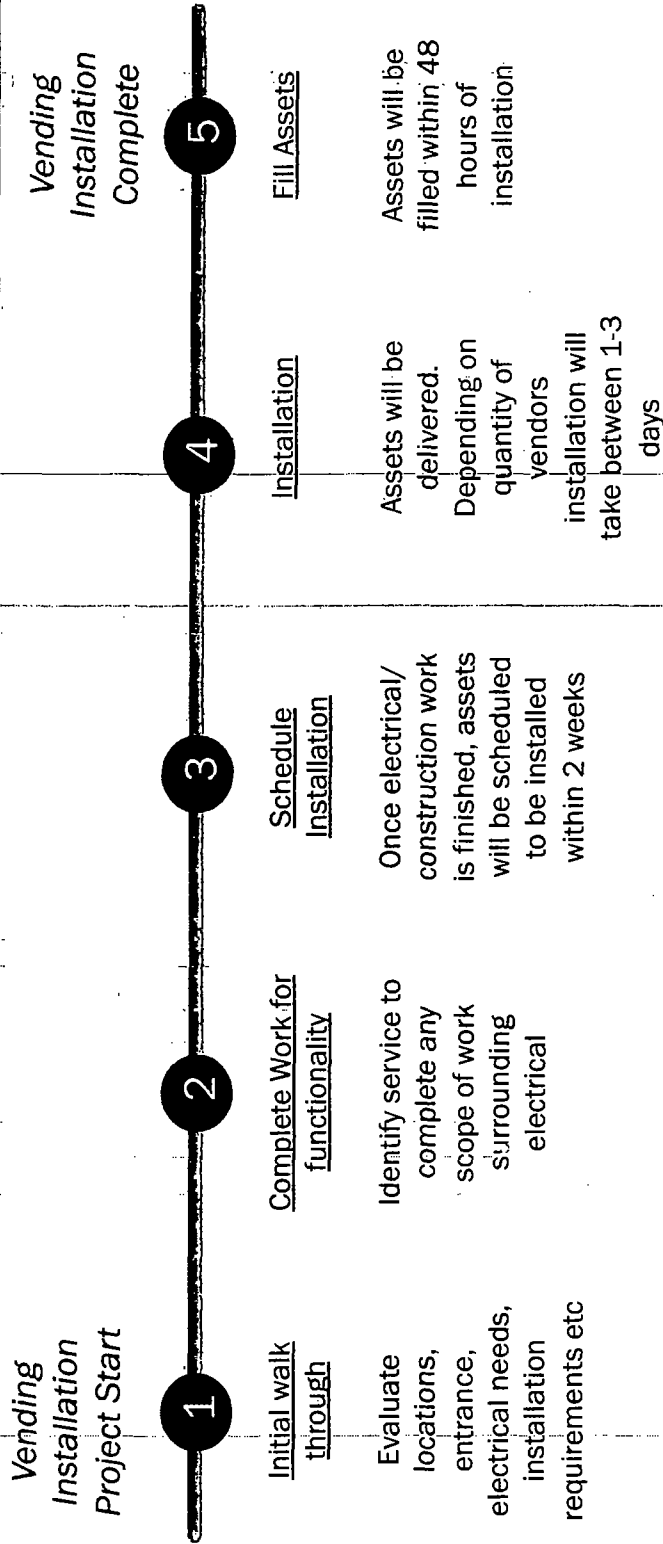 Vending
Installation
Project Start
Vending
Installation
Complete
1
2
3
4
5
Initial walk
through
Evaluate
locations,
entrance,
electrical needs,
installation
requirements etc
Complete Work for
functionality
Identify service to
complete any
scope of work
surrounding
electrical
Schedule
Installation
Once electrical/
construction work
is finished, assets
will be scheduled
to be installed
within 2 weeks
Installation
Assets will be
delivered.
Depending on
quantity of
vendors
installation will
take between 1-3
days
Fill Assets
Assets will be
filled within 48
hours of
installation